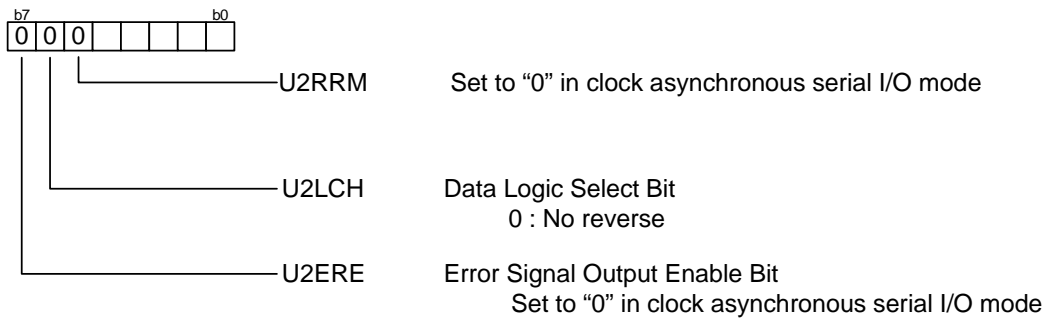 b7 b0
0 0 0
U2RRM Set to “0” in clock asynchronous serial I/O mode
U2LCH Data Logic Select Bit
0 : No reverse
U2ERE Error Signal Output Enable Bit
Set to “0” in clock asynchronous serial I/O mode